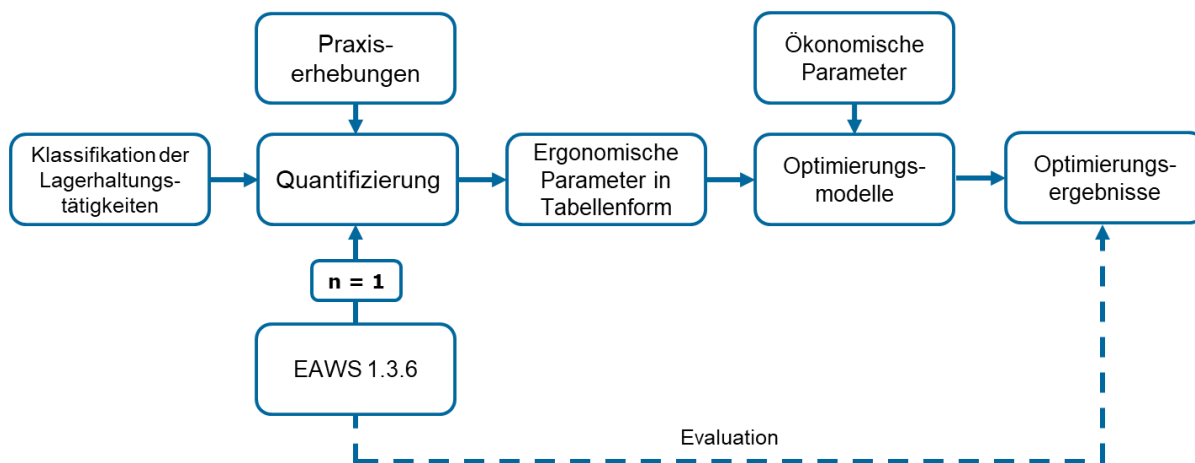 Praxis-
erhebungen
Ökonomische
Parameter
Klassifikation der
Lagerhaltungs-
tätigkeiten
Quantifizierung
Ergonomische
Parameter in
Tabellenform
Optimierungs-
modelle
Optimierungs-
ergebnisse
n = 1
EAWS 1.3.6
Evaluation